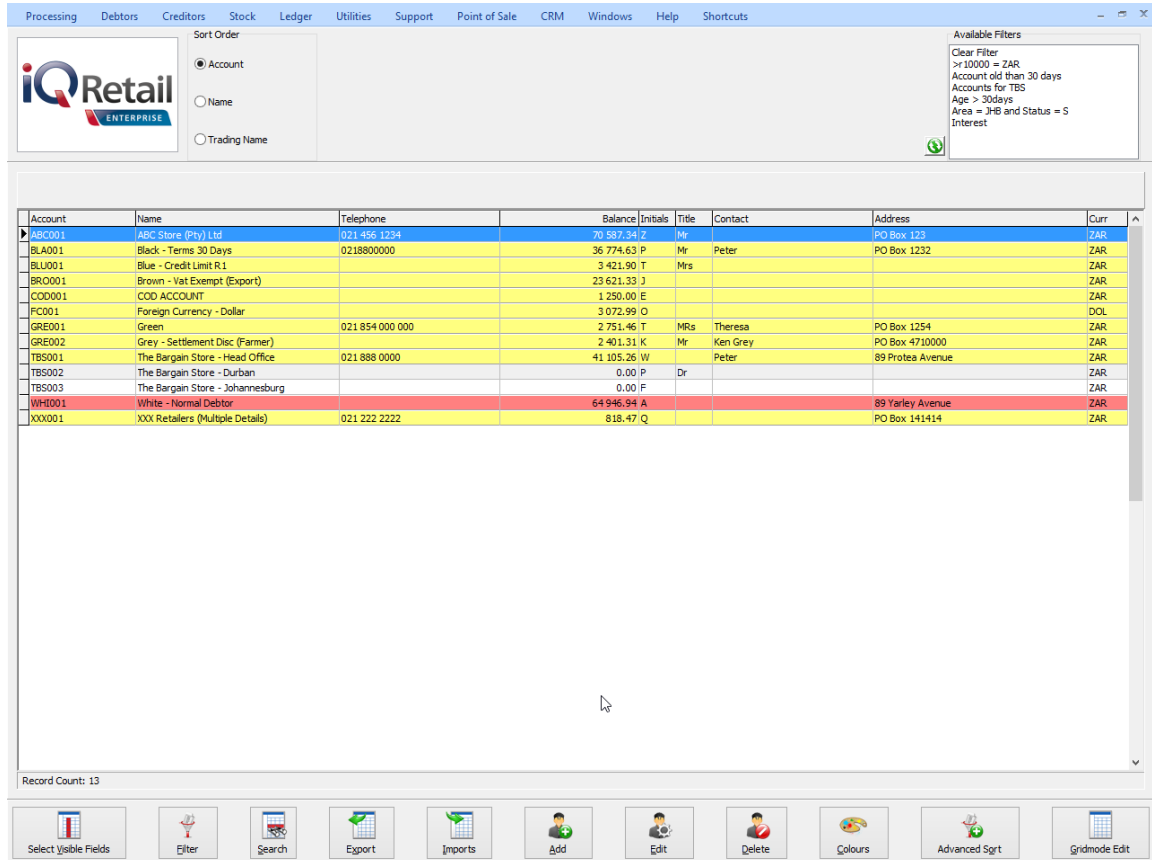 Processing Debtors Creditors Stock Ledger Utilities Support Point of Sale CRM Windows Help Shortcuts
Sort Order
Available Filters
iQ Retail
ENTERPRISE
Account
Name
Trading Name
Clear Filter
>r10000 = ZAR
Account old than 30 days
Accounts for TBS
Age > 30days
Area = JHB and Status = S
Interest
Account Name Telephone Balance Initials Title Contact Address Curr
ABC001 ABC Store (Pty) Ltd 021 456 1234 70 587.34 Z Mr PO Box 123 ZAR
BLA001 Black - Terms 30 Days 0218800000 36 774.63 P Mr Peter PO Box 1232 ZAR
BLU001 Blue - Credit Limit R1 3 421.90 T Mrs ZAR
BRO001 Brown - Vat Exempt (Export) 23 621.33 J ZAR
COD001 COD ACCOUNT 1 250.00 E ZAR
FC001 Foreign Currency - Dollar 3 072.99 O DOL
GRE001 Green 021 854 000 000 2 751.46 T MRs Theresa PO Box 1254 ZAR
GRE002 Grey - Settlement Disc (Farmer) 2 401.31 K Mr Ken Grey PO Box 4710000 ZAR
TBS001 The Bargain Store - Head Office 021 888 0000 41 105.26 W Peter 89 Protea Avenue ZAR
TBS002 The Bargain Store - Durban 0.00 P Dr ZAR
TBS003 The Bargain Store - Johannesburg 0.00 F ZAR
WHI001 White - Normal Debtor 64 946.94 A 89 Yarley Avenue ZAR
XXX001 XXX Retailers (Multiple Details) 021 222 2222 818.47 Q PO Box 141414 ZAR
Record Count: 13
Select Visible Fields Filter Search Export Imports Add Edit Delete Colours Advanced Sort Gridmode Edit